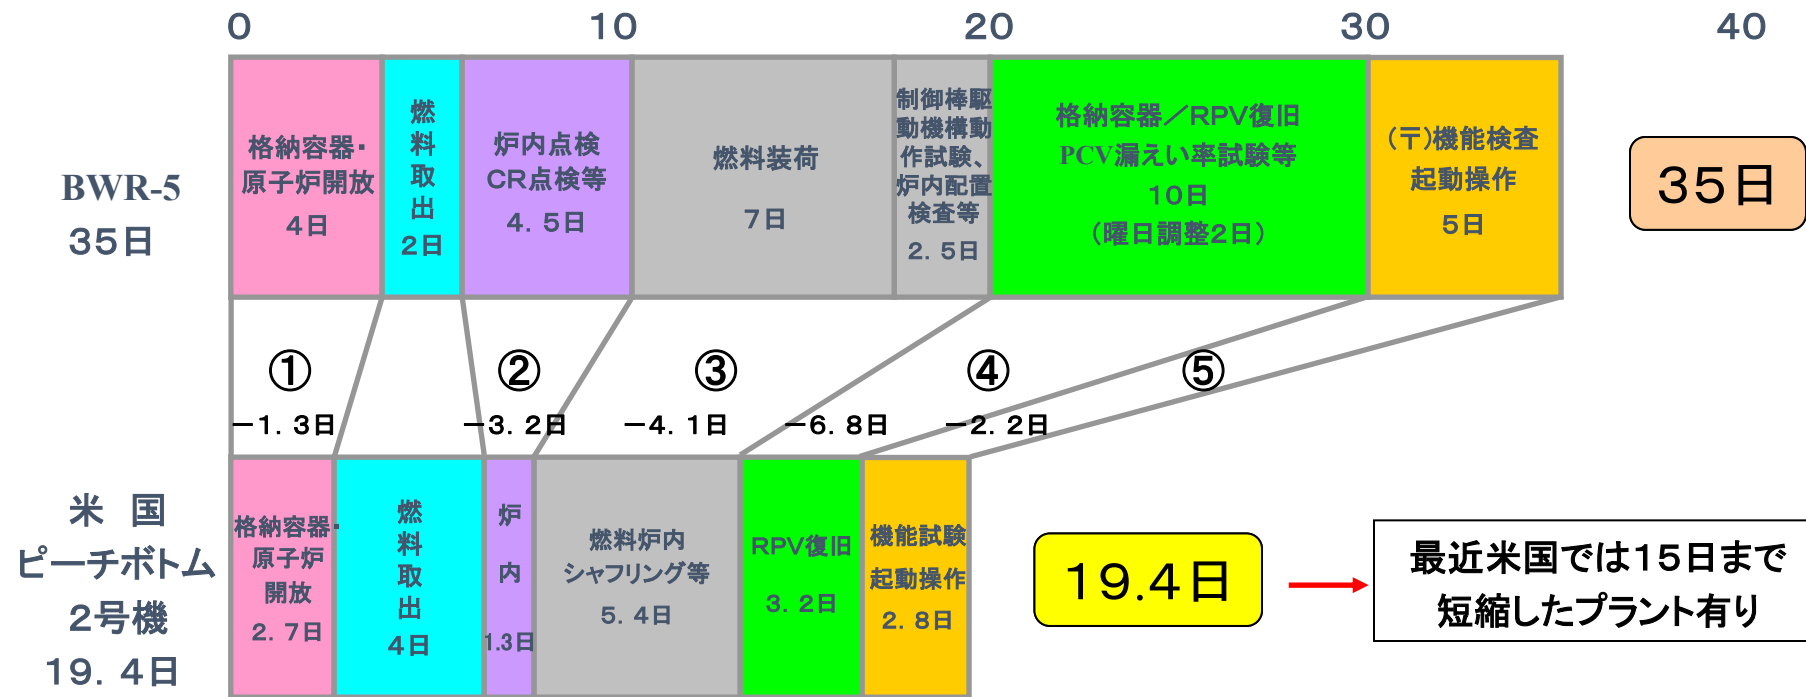 0 10 20 30 40
BWR-5
35日
格納容器・
原子炉開放
4日
燃
料
取
出
2日
炉内点検
CR点検等
4.5日
燃料装荷
7日
制御棒駆
動機構動
作試験、
炉内配置
検査等
2.5日
格納容器／RPV復旧
PCV漏えい率試験等
10日
（曜日調整2日）
（〒）機能検査
起動操作
5日
35日
① ② ③ ④ ⑤
－1.3日 －3.2日 －4.1日 －6.8日 －2.2日
米 国
ピーチボトム
2号機
19.4日
格納容器・
原子炉
開放
2.7日
燃
料
取
出
4日
炉
内
1.3日
燃料炉内
シャフリング等
5.4日
RPV復旧
3.2日
機能試験
起動操作
2.8日
19.4日
最近米国では15日まで
短縮したプラント有り